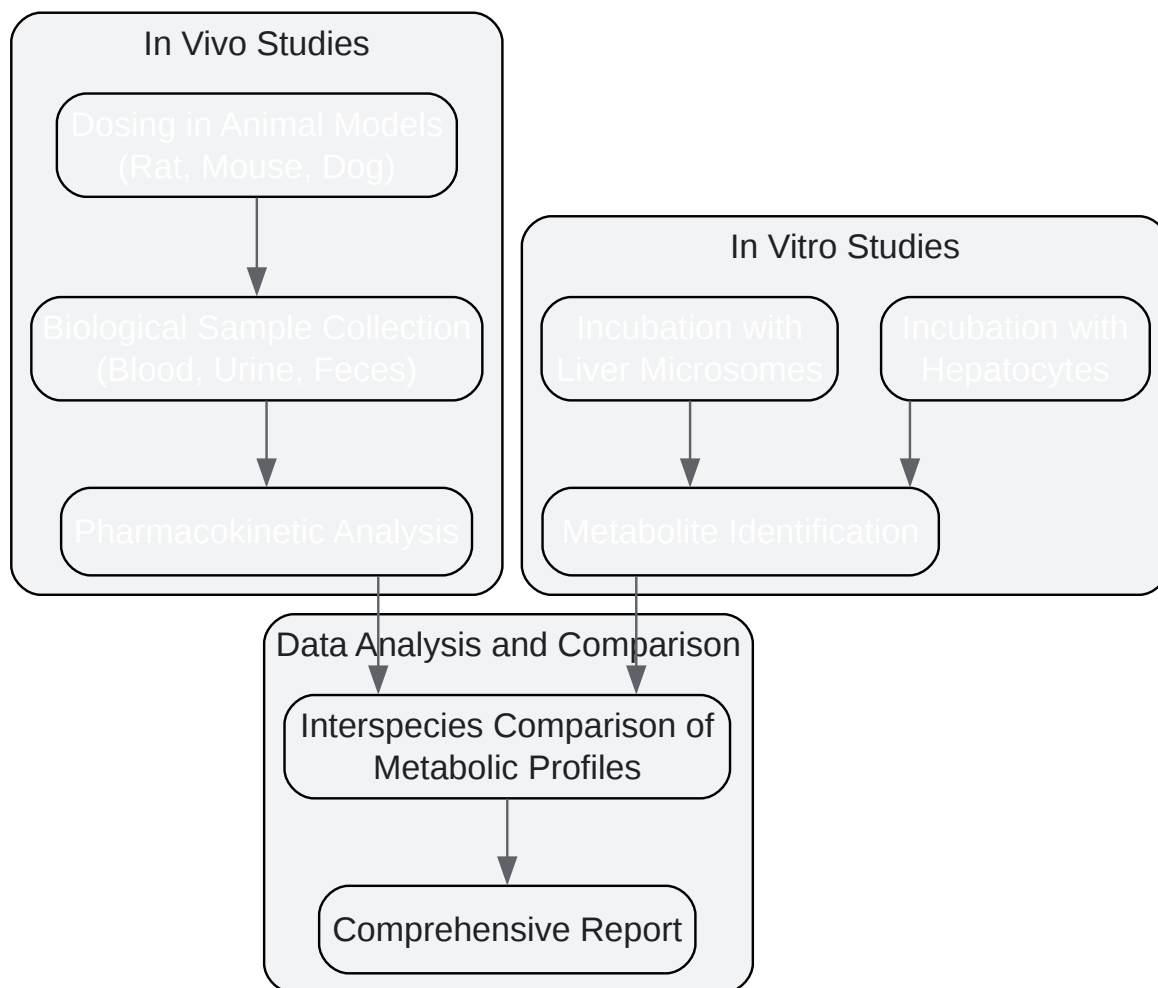 In Vivo Studies
Dosing in Animal Models
(Rat, Mouse, Dog)
Biological Sample Collection
(Blood, Urine, Feces)
Pharmacokinetic Analysis
In Vitro Studies
Incubation with
Liver Microsomes
Incubation with
Hepatocytes
Metabolite Identification
Data Analysis and Comparison
Interspecies Comparison of
Metabolic Profiles
Comprehensive Report